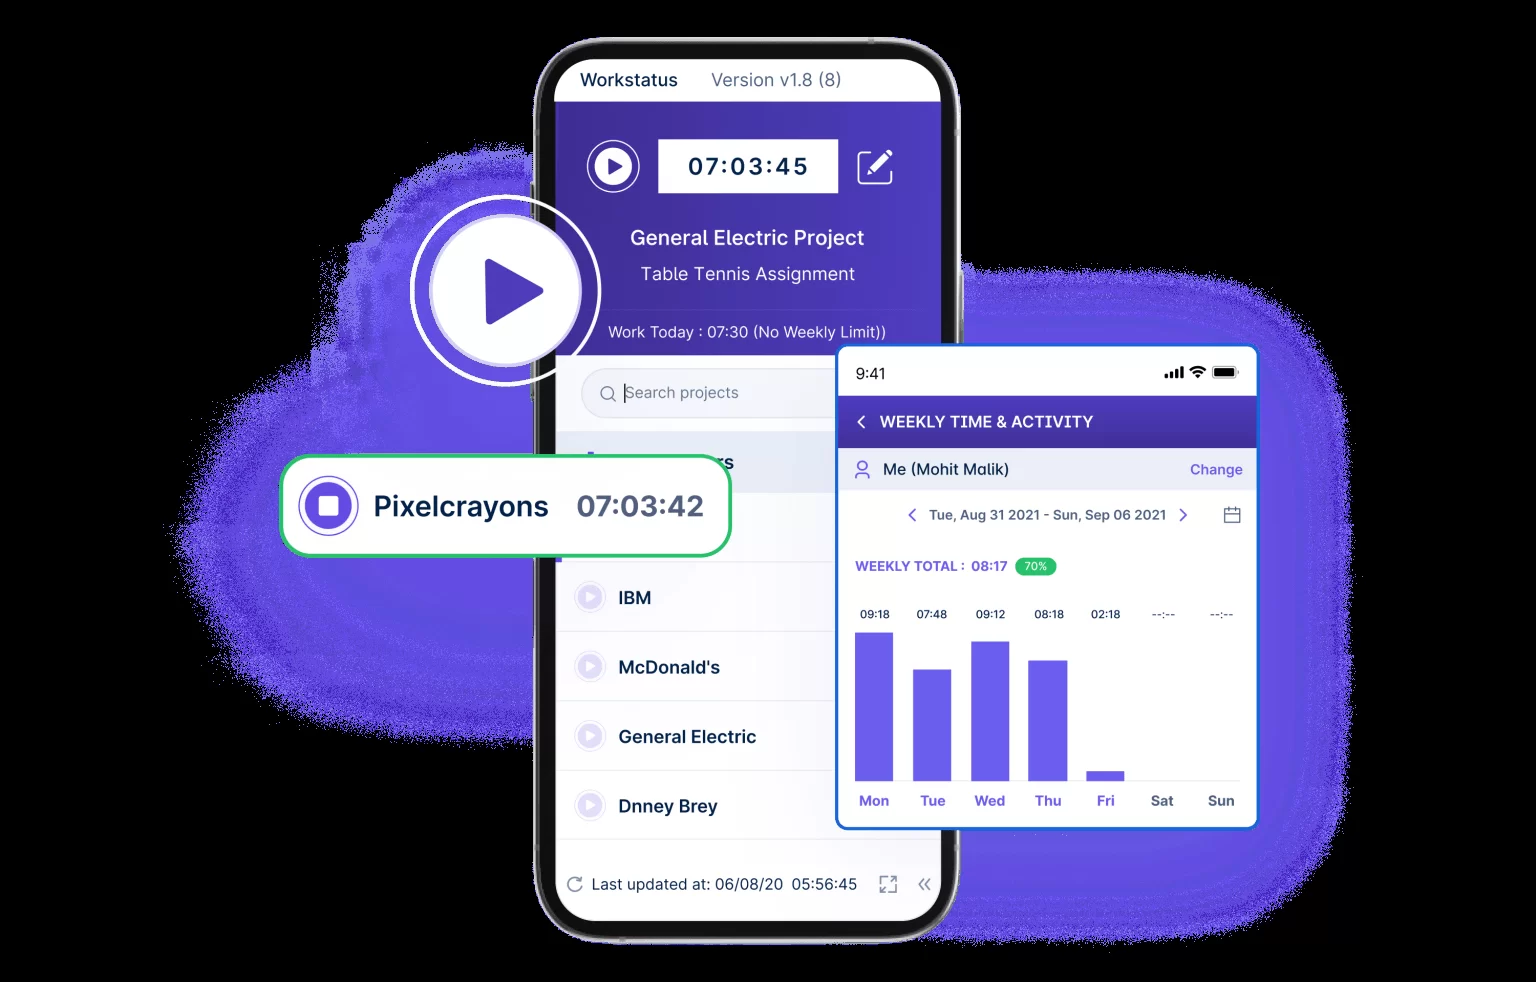 Workstatus Version v1.8 (8)
07:03:45
General Electric Project
Table Tennis Assignment
Work Today : 07:30 (No Weekly Limit))
Search projects
rs
Pixelcrayons 07:03:42
IBM
McDonald's
General Electric
Dnney Brey
Last updated at: 06/08/20 05:56:45
9:41
WEEKLY TIME & ACTIVITY
Me (Mohit Malik) Change
Tue, Aug 31 2021 - Sun, Sep 06 2021
WEEKLY TOTAL : 08:17 70%
09:18 07:48 09:12 08:18 02:18 --:-- --:--
Mon Tue Wed Thu Fri Sat Sun